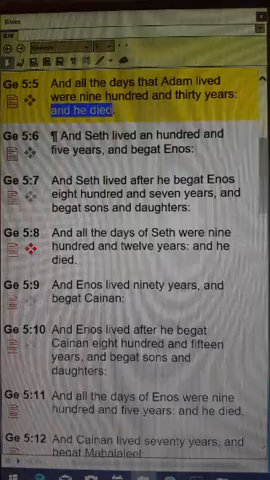 Bibles
KJV
Genesis
5
Ge 5:5 And all the days that Adam lived
were nine hundred and thirty years:
and he died.
Ge 5:6 ¶ And Seth lived an hundred and
five years, and begat Enos:
Ge 5:7 And Seth lived after he begat Enos
eight hundred and seven years, and
begat sons and daughters:
Ge 5:8 And all the days of Seth were nine
hundred and twelve years: and he
died.
Ge 5:9 And Enos lived ninety years, and
begat Cainan:
Ge 5:10 And Enos lived after he begat
Cainan eight hundred and fifteen
years, and begat sons and
daughters:
Ge 5:11 And all the days of Enos were nine
hundred and five years: and he died.
Ge 5:12 And Cainan lived seventy years, and
begat Mahalaleel